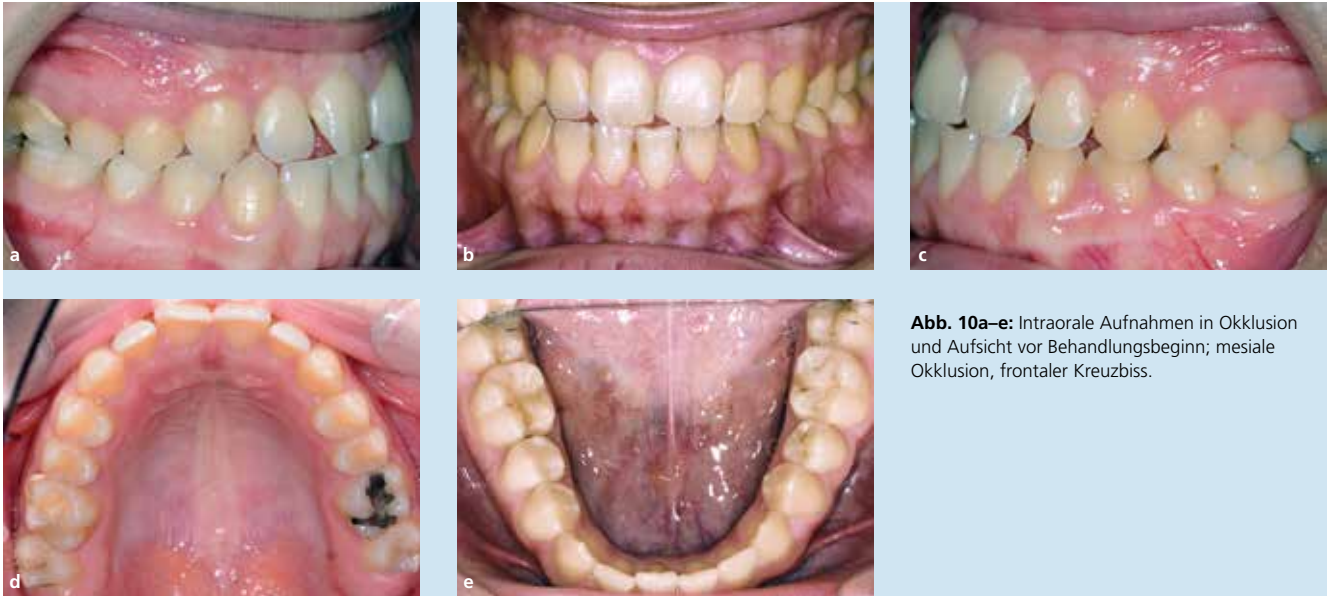 a
b
c
d
e
Abb. 10a–e: Intraorale Aufnahmen in Okklusion
und Aufsicht vor Behandlungsbeginn; mesiale
Okklusion, frontaler Kreuzbiss.